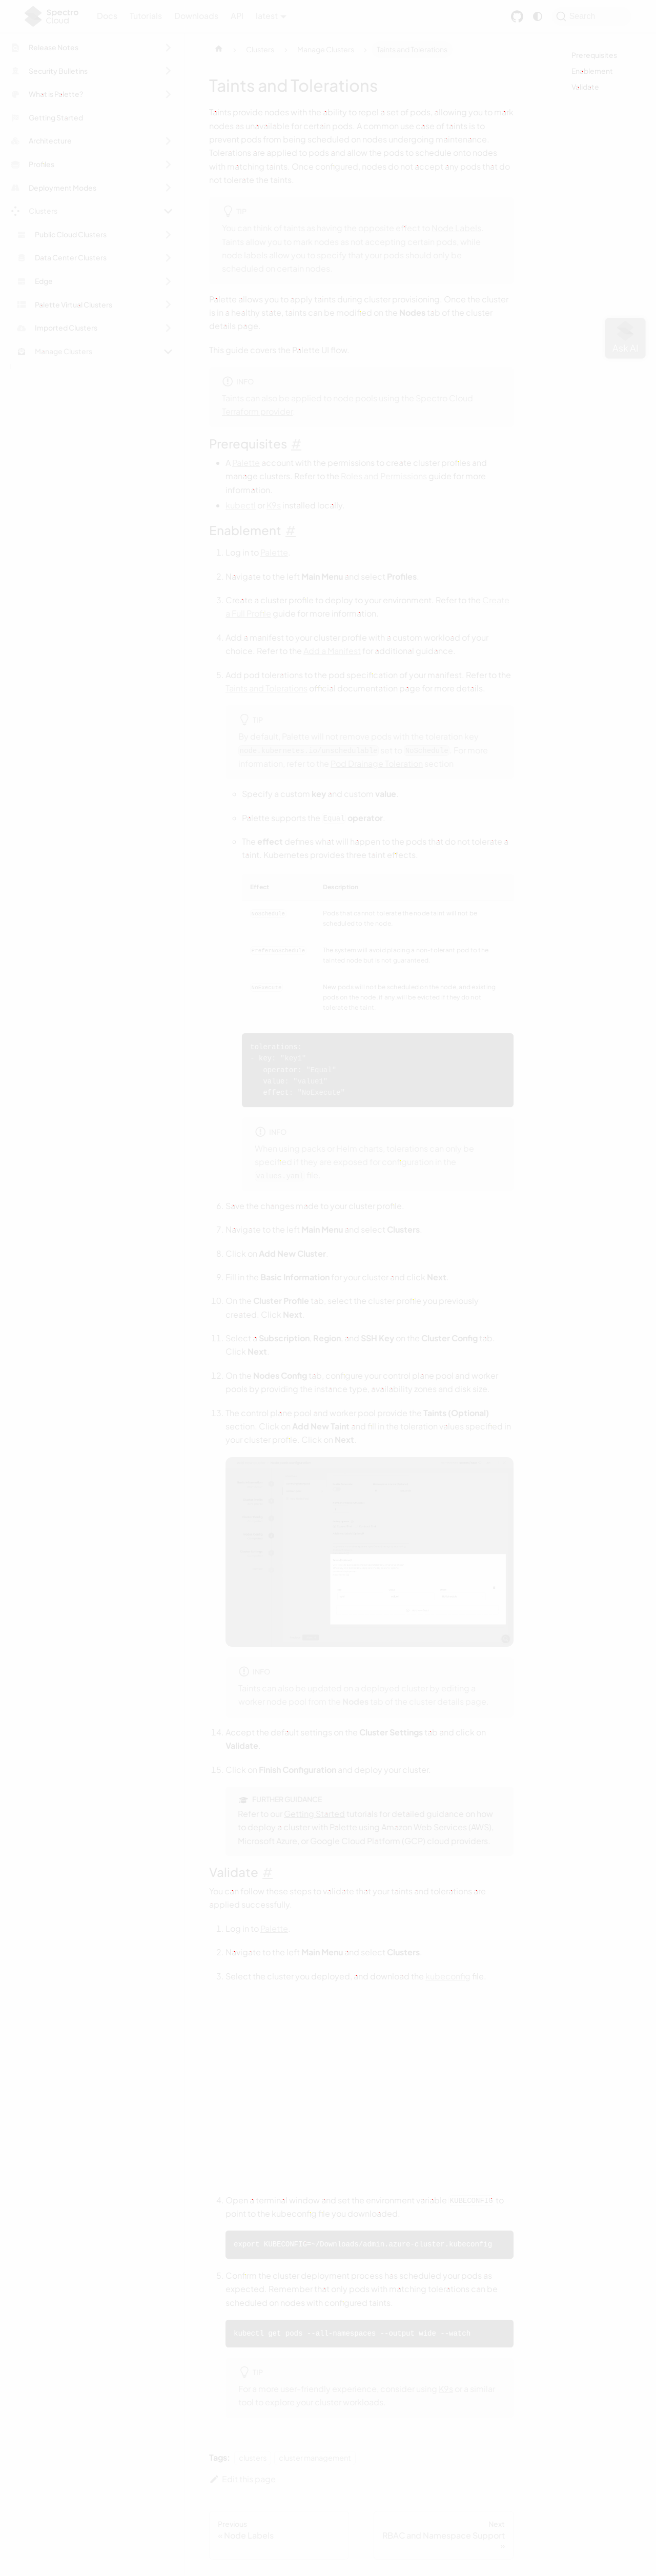 Spectro
Cloud
Docs
Tutorials
Downloads
API
latest
Search
Release Notes
Security Bulletins
What is Palette?
Getting Started
Architecture
Profiles
Deployment Modes
Clusters
Public Cloud Clusters
Data Center Clusters
Edge
Palette Virtual Clusters
Imported Clusters
Manage Clusters
Clusters
Manage Clusters
Taints and Tolerations
Prerequisites
Enablement
Validate
Ask AI
Taints and Tolerations
Taints provide nodes with the ability to repel a set of pods, allowing you to mark
nodes as unavailable for certain pods. A common use case of taints is to
prevent pods from being scheduled on nodes undergoing maintenance.
Tolerations are applied to pods and allow the pods to schedule onto nodes
with matching taints. Once configured, nodes do not accept any pods that do
not tolerate the taints.
TIP
You can think of taints as having the opposite effect to Node Labels.
Taints allow you to mark nodes as not accepting certain pods, while
node labels allow you to specify that your pods should only be
scheduled to certain nodes.
Palette allows you to apply taints during cluster provisioning. Once the cluster
is in a healthy state, taints can be modified on the Nodes tab of the cluster
details page.
This guide covers the Palette UI flow.
INFO
Taints can also be applied to node pools using the Spectro Cloud
Terraform provider.
Prerequisites #
A Palette account with the permissions to create cluster profiles and
manage clusters. Refer to the Roles and Permissions guide for more
information.
kubectl or K9s installed locally.
Enablement #
1. Log in to Palette.
2. Navigate to the left Main Menu and select Profiles.
3. Create a cluster profile to deploy to your environment. Refer to the Create
a Full Profile guide for more information.
4. Add a manifest to your cluster profile with a custom workload of your
choice. Refer to the Add a Manifest for additional guidance.
5. Add pod tolerations to the pod specification of your manifest. Refer to the
Taints and Tolerations official documentation page for more details.
TIP
By default, Palette will not remove pods with the toleration key
set to
. For more
information, refer to the Pod Draining Toleration section.
Specify a custom key and custom value.
Palette supports the Equal operator.
The effect defines what will happen to the pods that do not tolerate a
taint. Kubernetes provides three taint effects.
Effect
Description
NoSchedule
Pods that cannot tolerate the node taint will not be
scheduled to the node.
PreferNoSchedule
The system will avoid placing a non-tolerant pod to the
tainted node but is not guaranteed.
NoExecute
New pods will not be scheduled on the node, and existing
pods on the node, if any, will be evicted if they do not
tolerate the taint.
tolerations:
- key: "key1"
operator: "Equal"
value: "value1"
effect: "NoExecute"
INFO
When using packs or Helm charts, tolerations can only be
specified if they are exposed for configuration in the
values.yaml file.
6. Save the changes made to your cluster profile.
7. Navigate to the left Main Menu and select Clusters.
8. Click on Add New Cluster.
9. Fill in the Basic Information for your cluster and click Next.
10. On the Cluster Profile tab, select the cluster profile you previously
created. Click Next.
11. Select a Subscription, Region, and SSH Key on the Cluster Config tab.
Click Next.
12. On the Nodes Config tab, configure your control plane pool and worker
pools by providing the instance type, availability zones and disk size.
13. The control plane pool and worker pool provide the Taints (Optional)
section. Click on Add New Taint and fill in the toleration values specified in
your cluster profile. Click on Next.
INFO
Taints can also be updated on a deployed cluster by editing a
worker node pool from the Nodes tab of the cluster details page.
14. Accept the default settings on the Cluster Settings tab and click on
Validate.
15. Click on Finish Configuration and deploy your cluster.
FURTHER GUIDANCE
Refer to our Getting Started tutorials for detailed guidance on how
to deploy a cluster with Palette using Amazon Web Services (AWS),
Microsoft Azure, or Google Cloud Platform (GCP) cloud providers.
Validate #
You can follow these steps to validate that your taints and tolerations are
applied successfully.
1. Log in to Palette.
2. Navigate to the left Main Menu and select Clusters.
3. Select the cluster you deployed, and download the kubeconfig file.
4. Open a terminal window and set the environment variable KUBECONFIG to
point to the kubeconfig file you downloaded.
export KUBECONFIG=~/Downloads/admin.azure-cluster.kubeconfig
5. Confirm the cluster deployment process has scheduled your pods as
expected. Remember that only pods with matching tolerations can be
scheduled on nodes with configured taints.
kubectl get pods --all-namespaces --output wide --watch
TIP
For a more user-friendly experience, consider using K9s or a similar
tool to explore your cluster workloads.
Tags:
clusters
cluster management
Edit this page
Previous
« Node Labels
Next
RBAC and Namespace Support
»